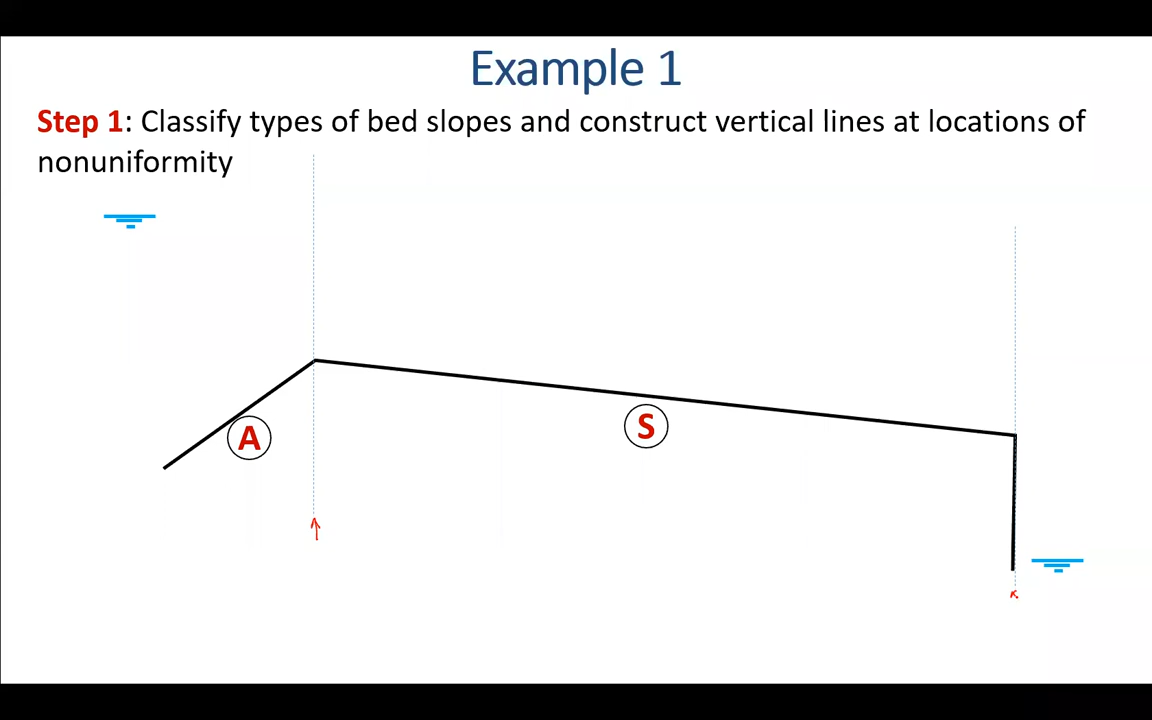 Example 1
Step 1: Classify types of bed slopes and construct vertical lines at locations of
nonuniformity
A
S